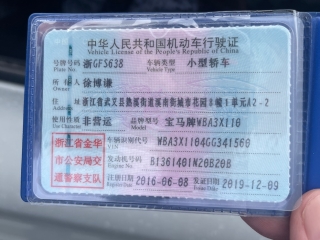 中华人民共和国机动车行驶证
Vehicle License of the People's Republic of China
号牌号码 浙GF5638 车辆类型 小型轿车
Plate No. Vehicle Type
所有人 徐博谦
Owner
住址 浙江省武义县熟溪街道溪南街城市花园8幢1单元A2-2
使用性质 非营运 品牌型号 宝马牌WBA3X110
Use Character Model
浙江省金华
市公安局交
通警察支队
车辆识别代号 WBA3X1104GG341560
VIN
发动机号码 B1361401N20B20B
Engine No.
注册日期 2016-06-08 发证日期 2019-12-09
Register Date Issue Date